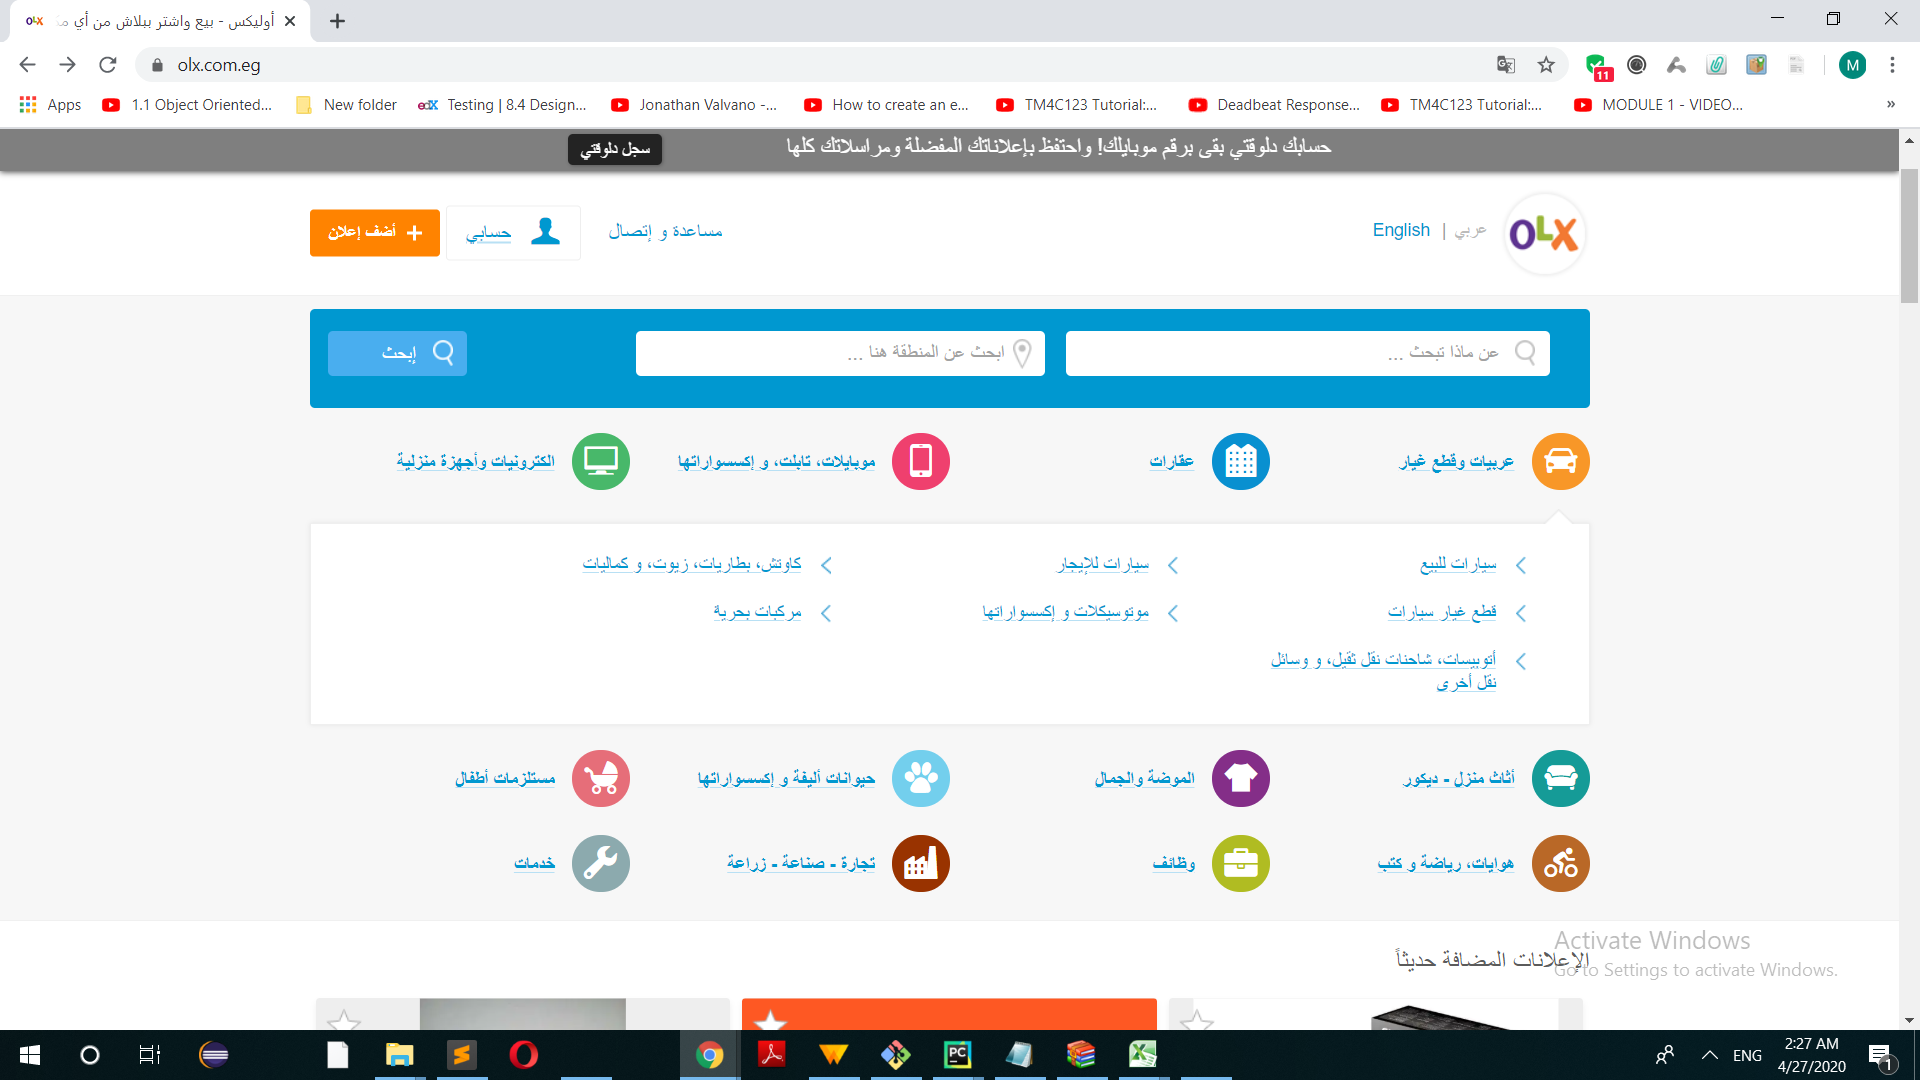 أوليكس - بيع واشتر ببلاش من أي
olx.com.eg
11
M
Apps
1.1 Object Oriented...
New folder
edX
Testing | 8.4 Design...
Jonathan Valvano -...
How to create an e...
TM4C123 Tutorial:...
Deadbeat Response...
TM4C123 Tutorial:...
MODULE 1 - VIDEO...
حسابك دلوقتي بقى برقم موبايلك! واحتفظ بإعلاناتك المفضلة ومراسلاتك كلها
سجل دلوقتي
OLX
عربي | English
مساعدة و إتصال
حسابي
أضف إعلان
عن ماذا تبحث ...
ابحث عن المنطقة هنا ...
إبحث
عربيات وقطع غيار
عقارات
موبايلات، تابلت، و إكسسواراتها
الكترونيات وأجهزة منزلية
سيارات للبيع
سيارات للإيجار
كاوتش، بطاريات، زيوت، و كماليات
قطع غيار سيارات
موتوسيكلات و إكسسواراتها
مركبات بحرية
أتوبيسات، شاحنات نقل ثقيل، و وسائل
نقل أخرى
أثاث منزل - ديكور
الموضة والجمال
حيوانات أليفة و إكسسواراتها
مستلزمات أطفال
هوايات، رياضة و كتب
وظائف
تجارة - صناعة - زراعة
خدمات
الإعلانات المضافة حديثاً
Activate Windows
Go to Settings to activate Windows.
PC
ENG
2:27 AM
4/27/2020
1